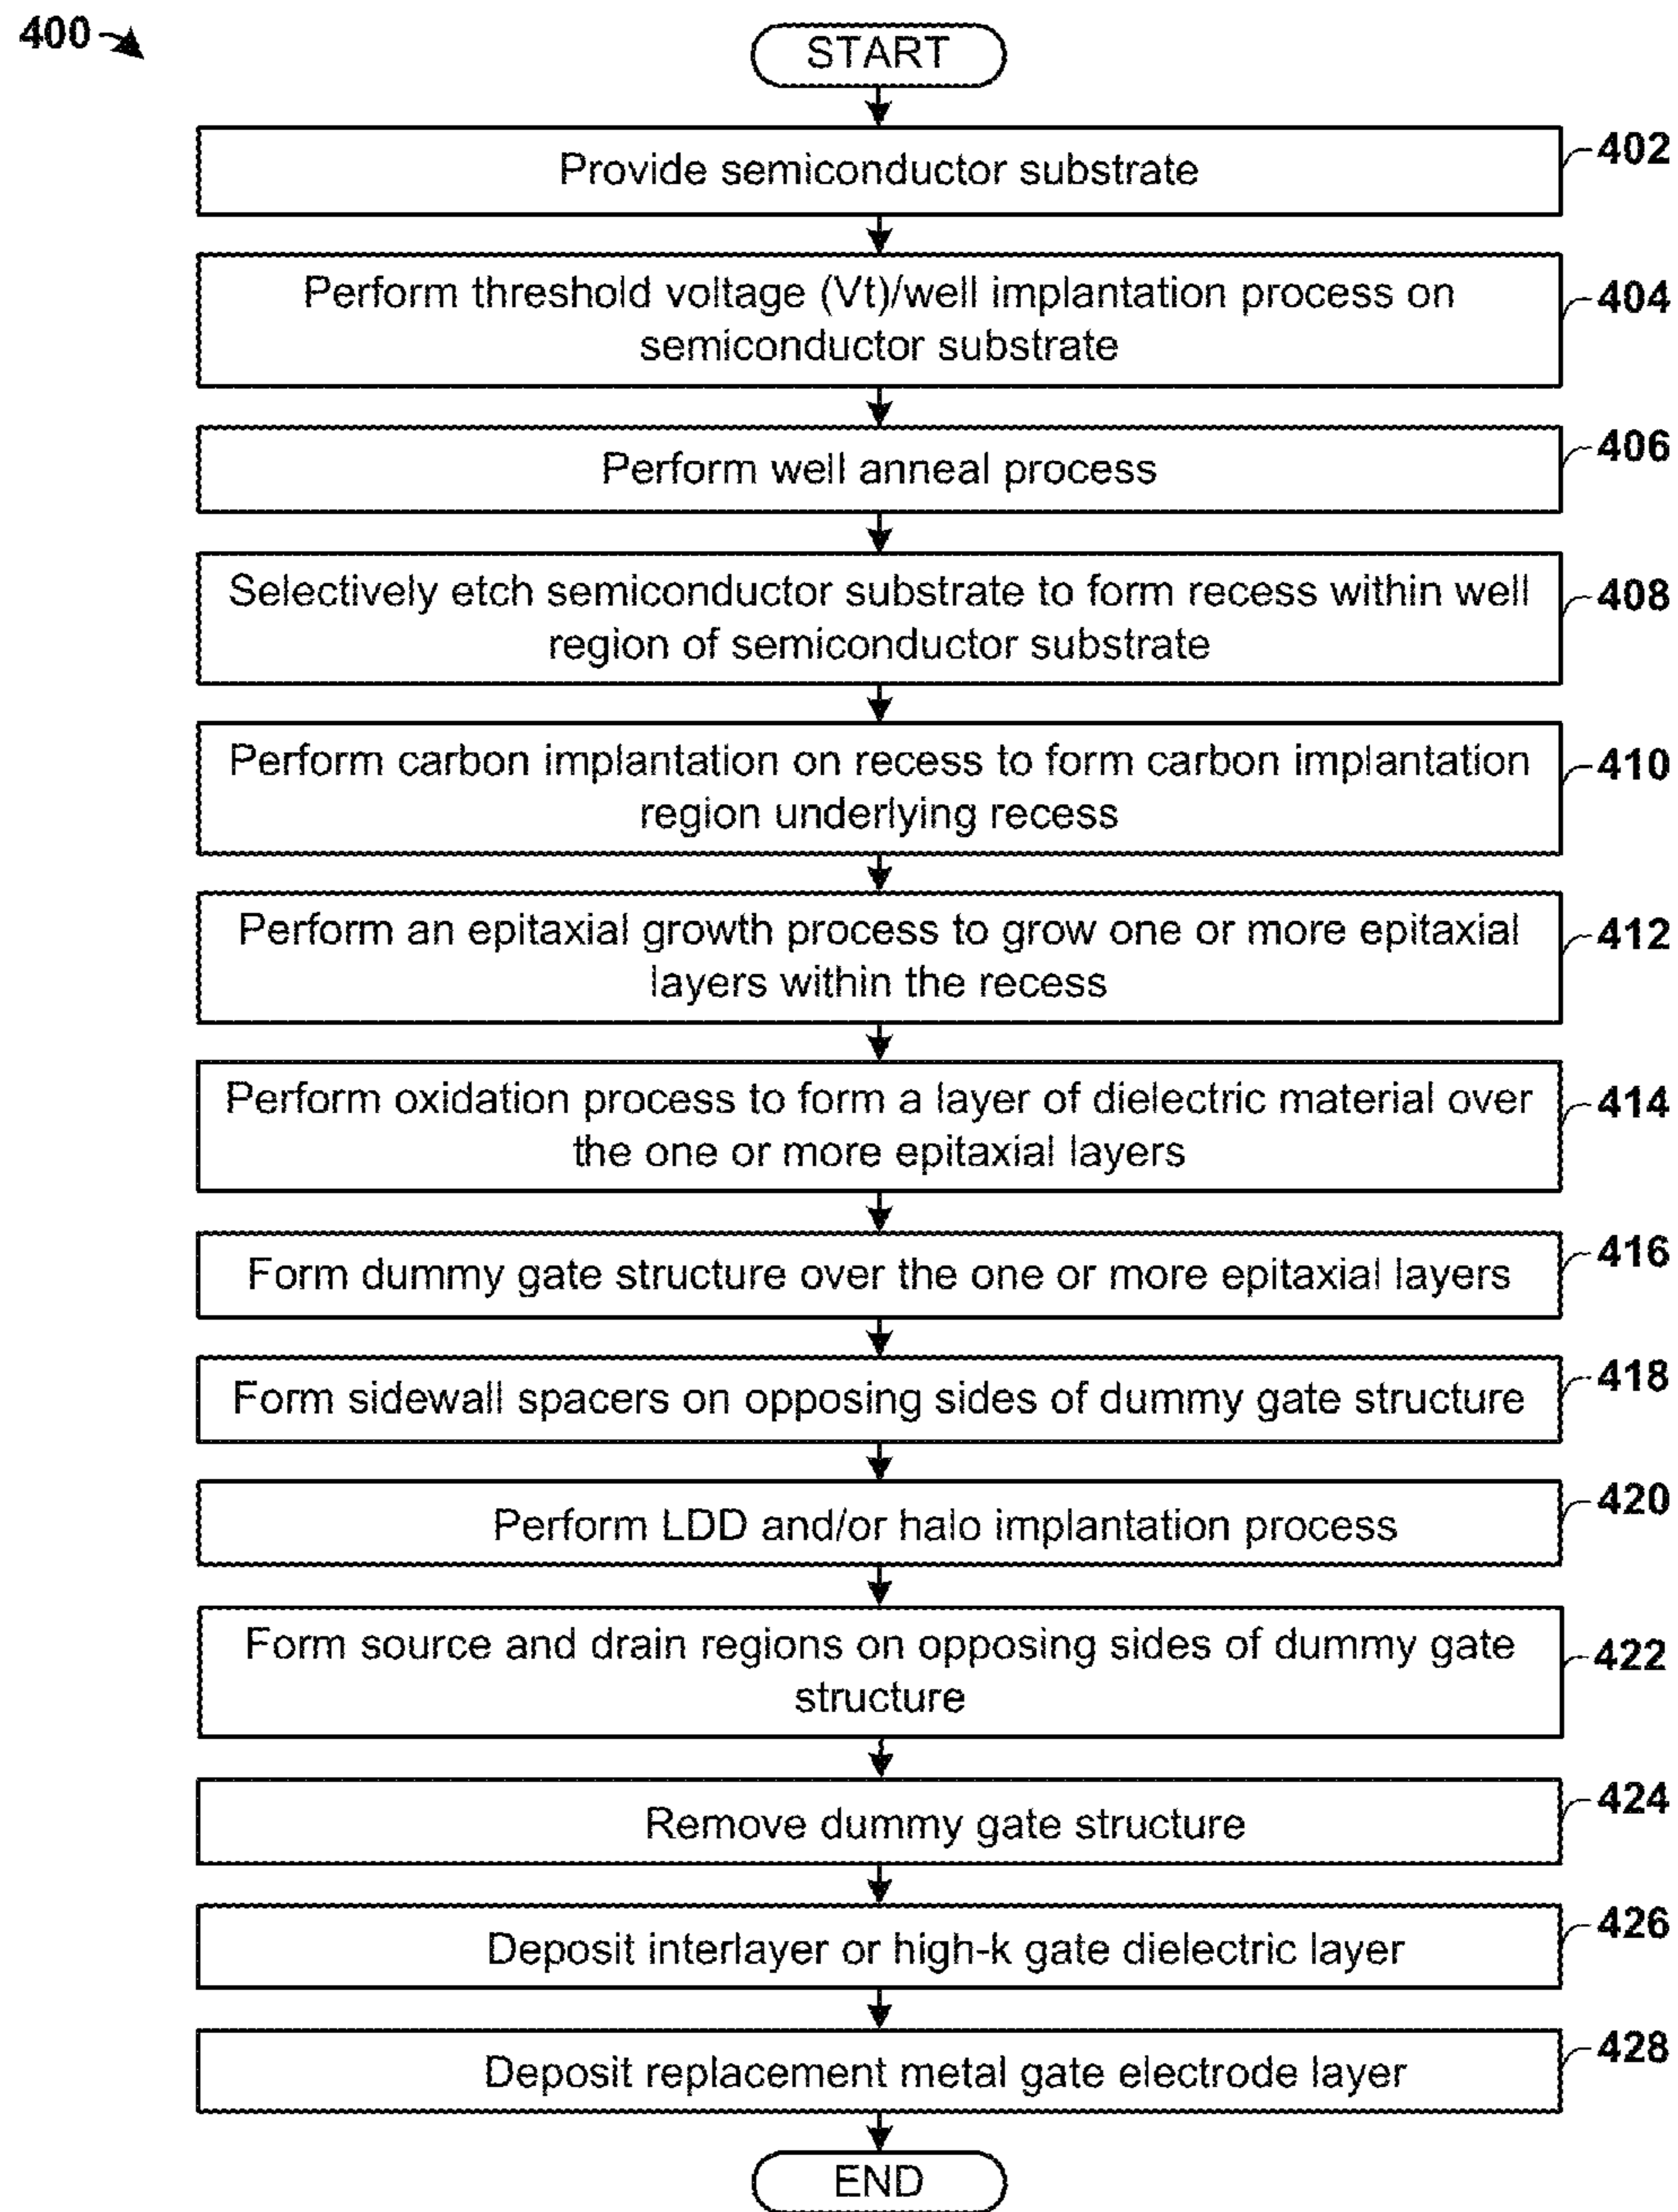 400
START
Provide semiconductor substrate
402
Perform threshold voltage (Vt)/well implantation process on
semiconductor substrate
404
Perform well anneal process
406
Selectively etch semiconductor substrate to form recess within well
region of semiconductor substrate
408
Perform carbon implantation on recess to form carbon implantation
region underlying recess
410
Perform an epitaxial growth process to grow one or more epitaxial
layers within the recess
412
Perform oxidation process to form a layer of dielectric material over
the one or more epitaxial layers
414
Form dummy gate structure over the one or more epitaxial layers
416
Form sidewall spacers on opposing sides of dummy gate structure
418
Perform LDD and/or halo implantation process
420
Form source and drain regions on opposing sides of dummy gate
structure
422
Remove dummy gate structure
424
Deposit interlayer or high-k gate dielectric layer
426
Deposit replacement metal gate electrode layer
428
END